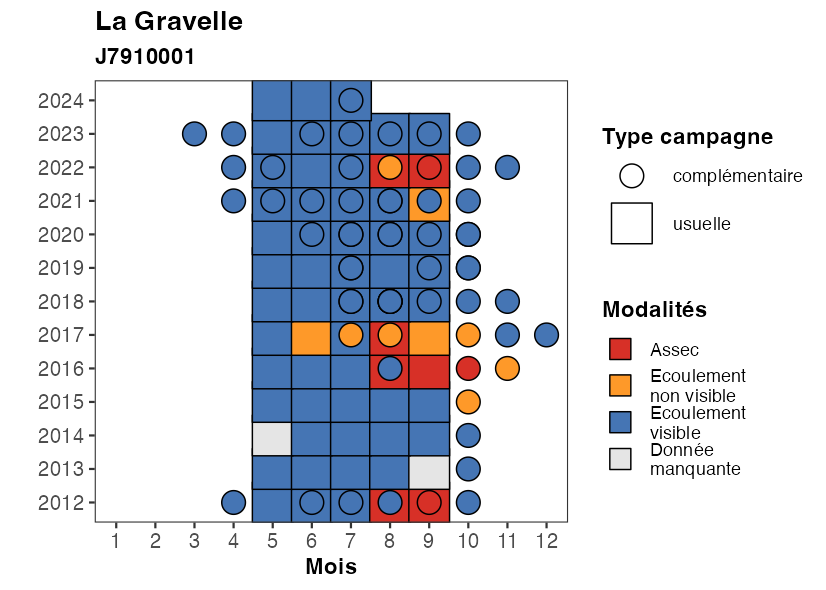 La Gravelle
J7910001
2024
2023
2022
2021
2020
2019
2018
2017
2016
2015
2014
2013
2012
1 2 3 4 5 6 7 8 9 10 11 12
Mois
Type campagne
complémentaire
usuelle
Modalités
Assec
Ecoulement
non visible
Ecoulement
visible
Donnée
manquante